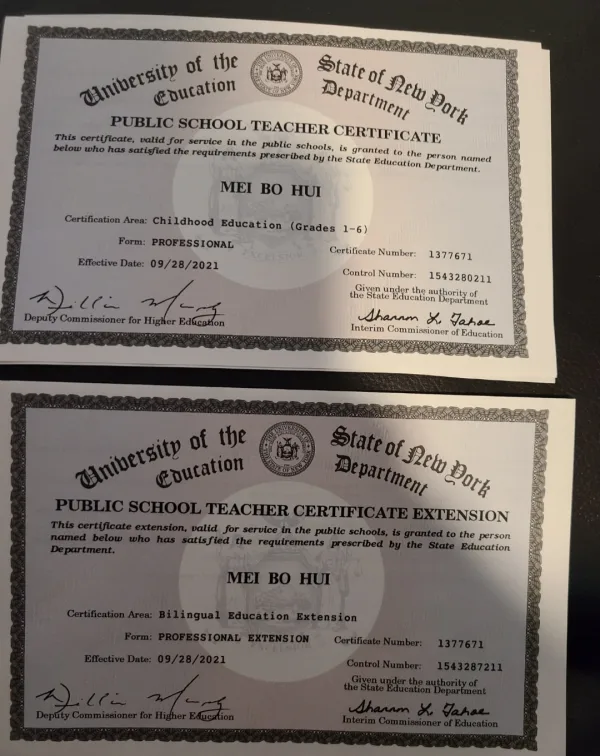 University of the State of New York
Education Department
PUBLIC SCHOOL TEACHER CERTIFICATE
This certificate, valid for service in the public schools, is granted to the person named
below who has satisfied the requirements prescribed by the State Education Department.
MEI BO HUI
Certification Area: Childhood Education (Grades 1-6)
Form: PROFESSIONAL
Certificate Number: 1377671
Effective Date: 09/28/2021
Control Number: 1543280211
Given under the authority of
the State Education Department
Deputy Commissioner for Higher Education
Interim Commissioner of Education
University of the State of New York
Education Department
PUBLIC SCHOOL TEACHER CERTIFICATE EXTENSION
This certificate extension, valid for service in the public schools, is granted to the person
named below who has satisfied the requirements prescribed by the State Education
Department.
MEI BO HUI
Certification Area: Bilingual Education Extension
Form: PROFESSIONAL EXTENSION
Certificate Number: 1377671
Effective Date: 09/28/2021
Control Number: 1543287211
Given under the authority of
the State Education Department
Deputy Commissioner for Higher Education
Interim Commissioner of Education